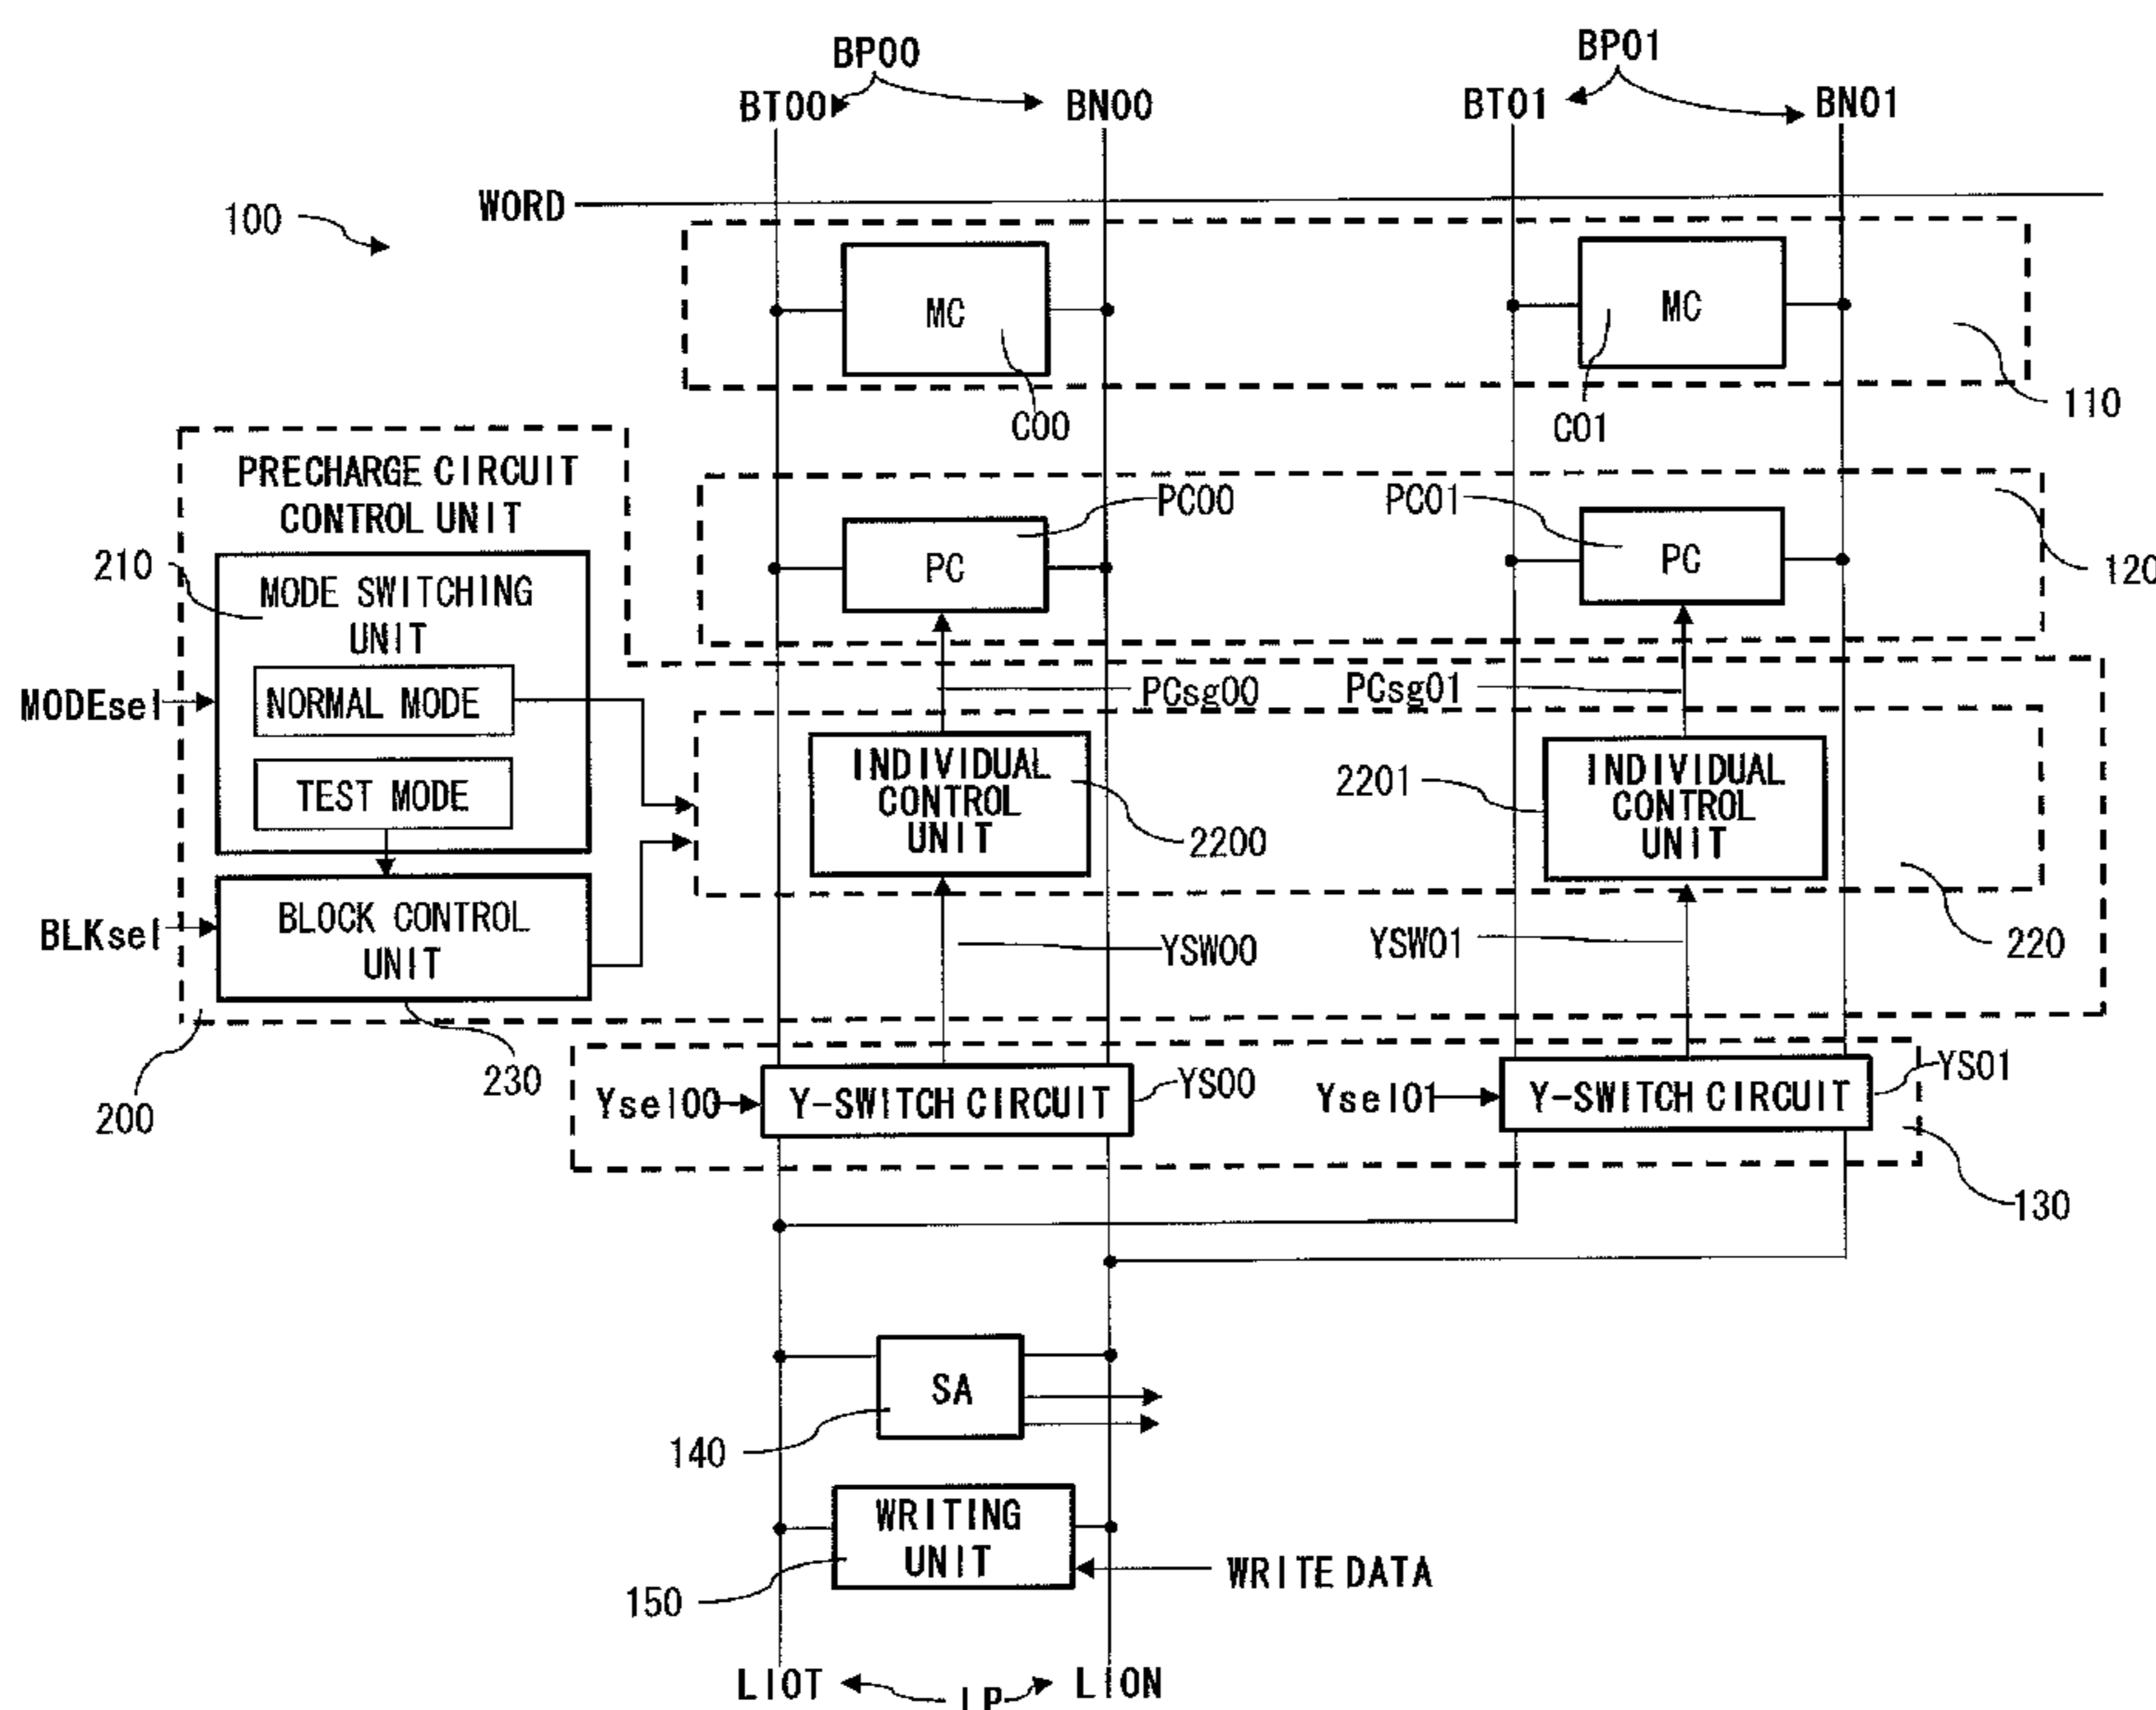 BP00
BP01
BT00
BN00
BT01
BN01
WORD
100
MC
MC
C00
C01
110
PRECHARGE CIRCUIT
CONTROL UNIT
PC00
PC01
210
PC
PC
120
MODE SWITCHING
UNIT
MODEsel
NORMAL MODE
PCsg00
PCsg01
TEST MODE
INDIVIDUAL
CONTROL
UNIT
2200
2201
INDIVIDUAL
CONTROL
UNIT
BLKsel
BLOCK CONTROL
UNIT
YSW00
YSW01
220
200
230
Ysel00
Y-SWITCH CIRCUIT
YS00
Ysel01
Y-SWITCH CIRCUIT
YS01
130
SA
140
WRITING
UNIT
150
WRITE DATA
LIOT
LP
LION